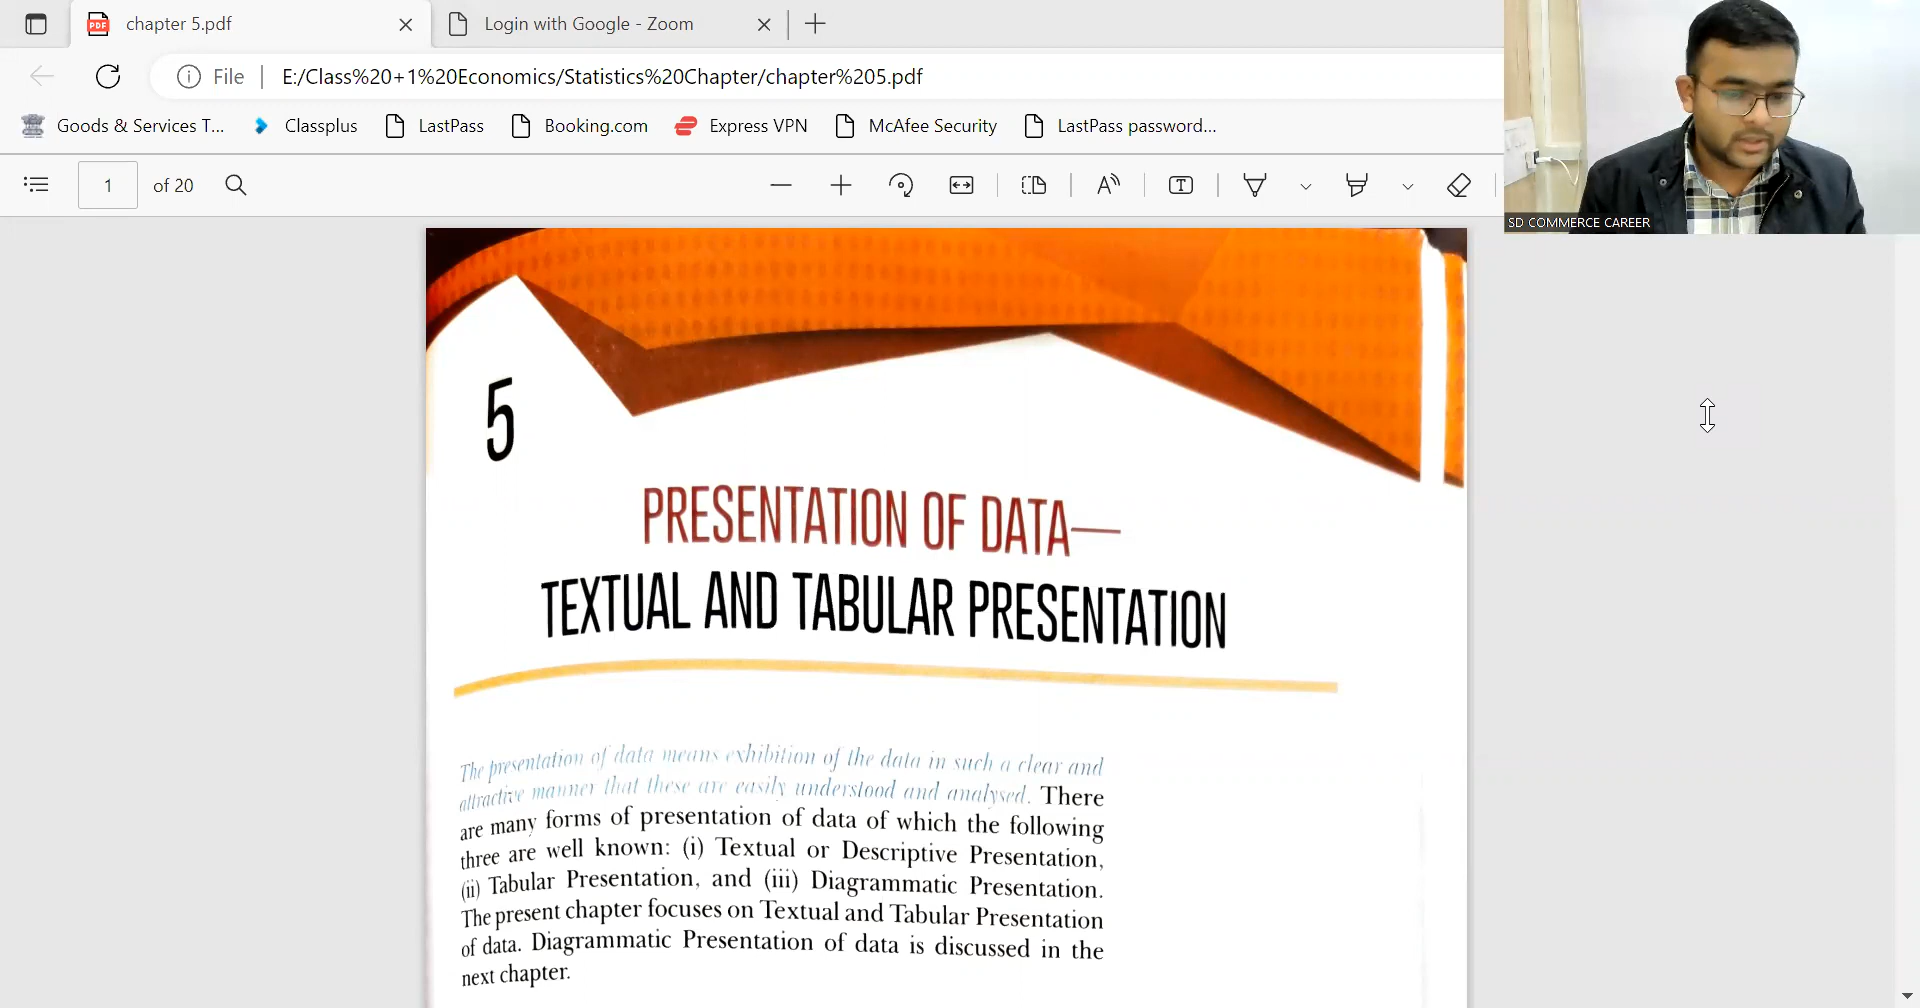 chapter 5.pdf
Login with Google - Zoom
File
E:/Class%20+1%20Economics/Statistics%20Chapter/chapter%205.pdf
Goods & Services T...
Classplus
LastPass
Booking.com
Express VPN
McAfee Security
LastPass password...
1 of 20
SD COMMERCE CAREER
5
PRESENTATION OF DATA—
TEXTUAL AND TABULAR PRESENTATION
The presentation of data means exhibition of the data in such a clear and
attractive manner that these are easily understood and analysed. There
are many forms of presentation of data of which the following
three are well known: (i) Textual or Descriptive Presentation,
(ii) Tabular Presentation, and (iii) Diagrammatic Presentation.
The present chapter focuses on Textual and Tabular Presentation
of data. Diagrammatic Presentation of data is discussed in the
next chapter.